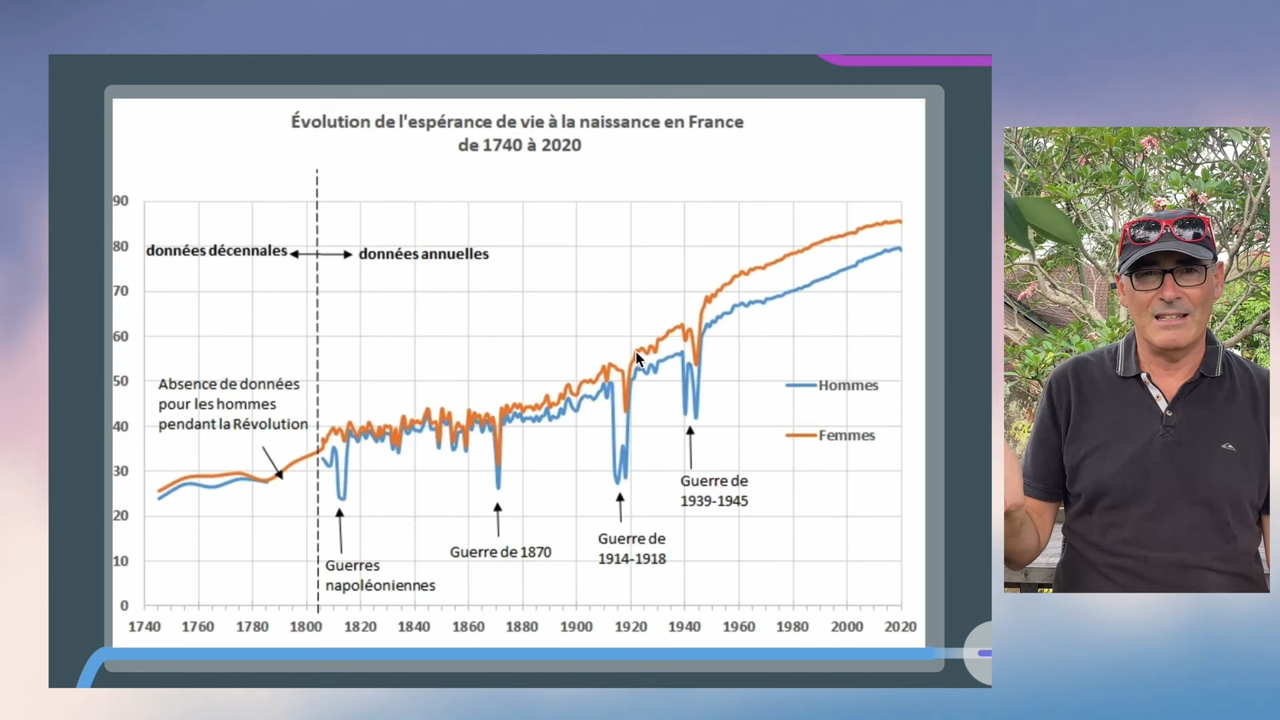 Évolution de l'espérance de vie à la naissance en France
de 1740 à 2020
90
données décennales
données annuelles
80
70
60
Absence de données
pour les hommes
pendant la Révolution
50
Hommes
40
Femmes
30
Guerre de
1939-1945
20
Guerre de 1870
Guerre de
1914-1918
10
Guerres
napoléoniennes
0
1740 1760 1780 1800 1820 1840 1860 1880 1900 1920 1940 1960 1980 2000 2020